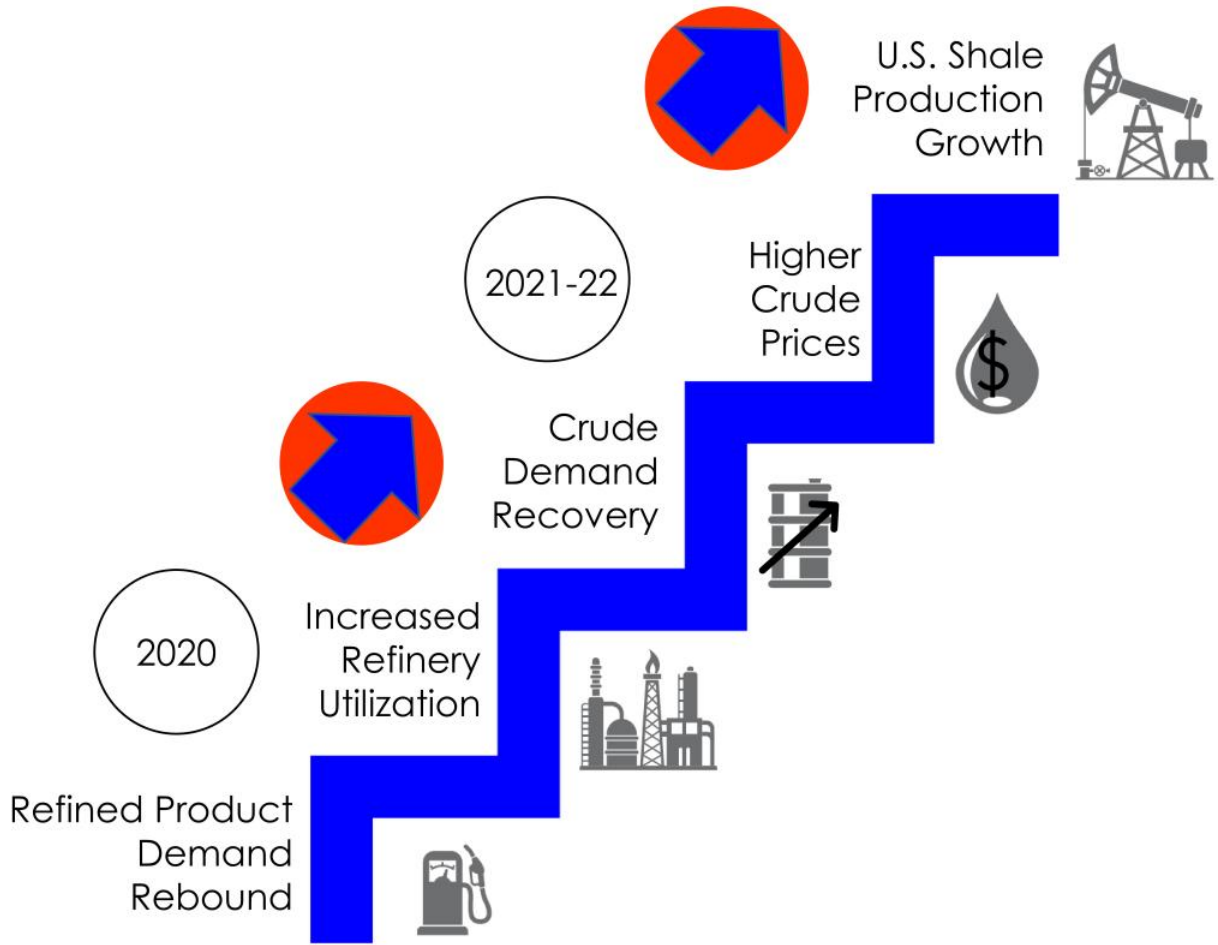 U.S. Shale
Production
Growth
2021-22
Higher
Crude
Prices
$
Crude
Demand
Recovery
2020
Increased
Refinery
Utilization
Refined Product
Demand
Rebound